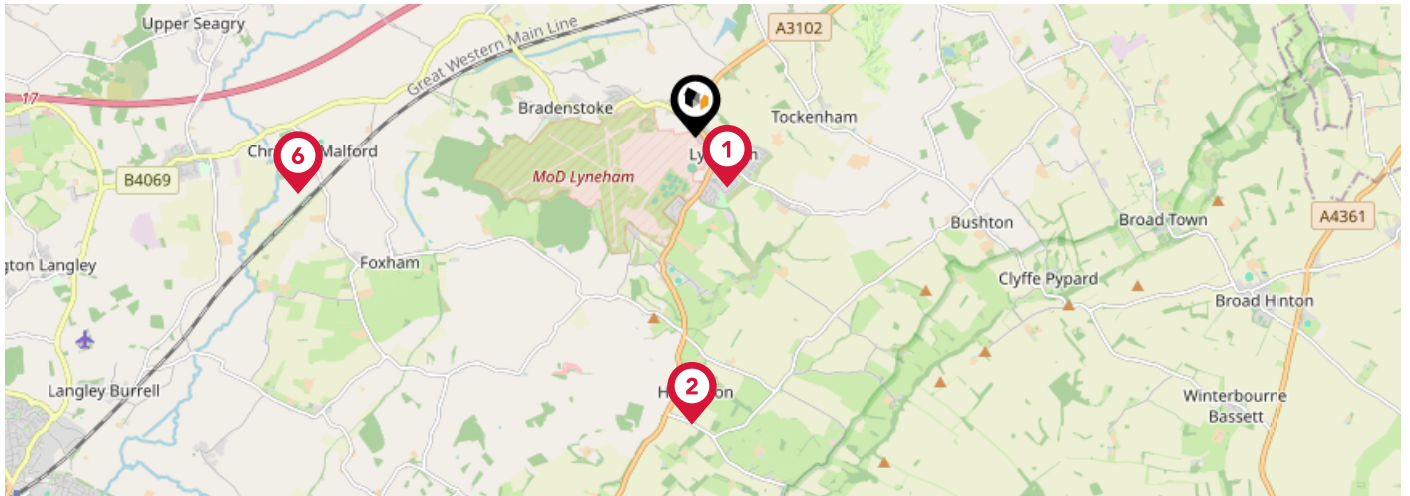 Upper Seagry
A3102
Great Western Main Line
17
Bradenstoke
Tockenham
6
Malford
1
B4069
MoD Lyneham
Bushton
Broad Town
A4361
gton Langley
Foxham
Clyffe Pypard
Broad Hinton
Langley Burrell
2
Winterbourne
Bassett